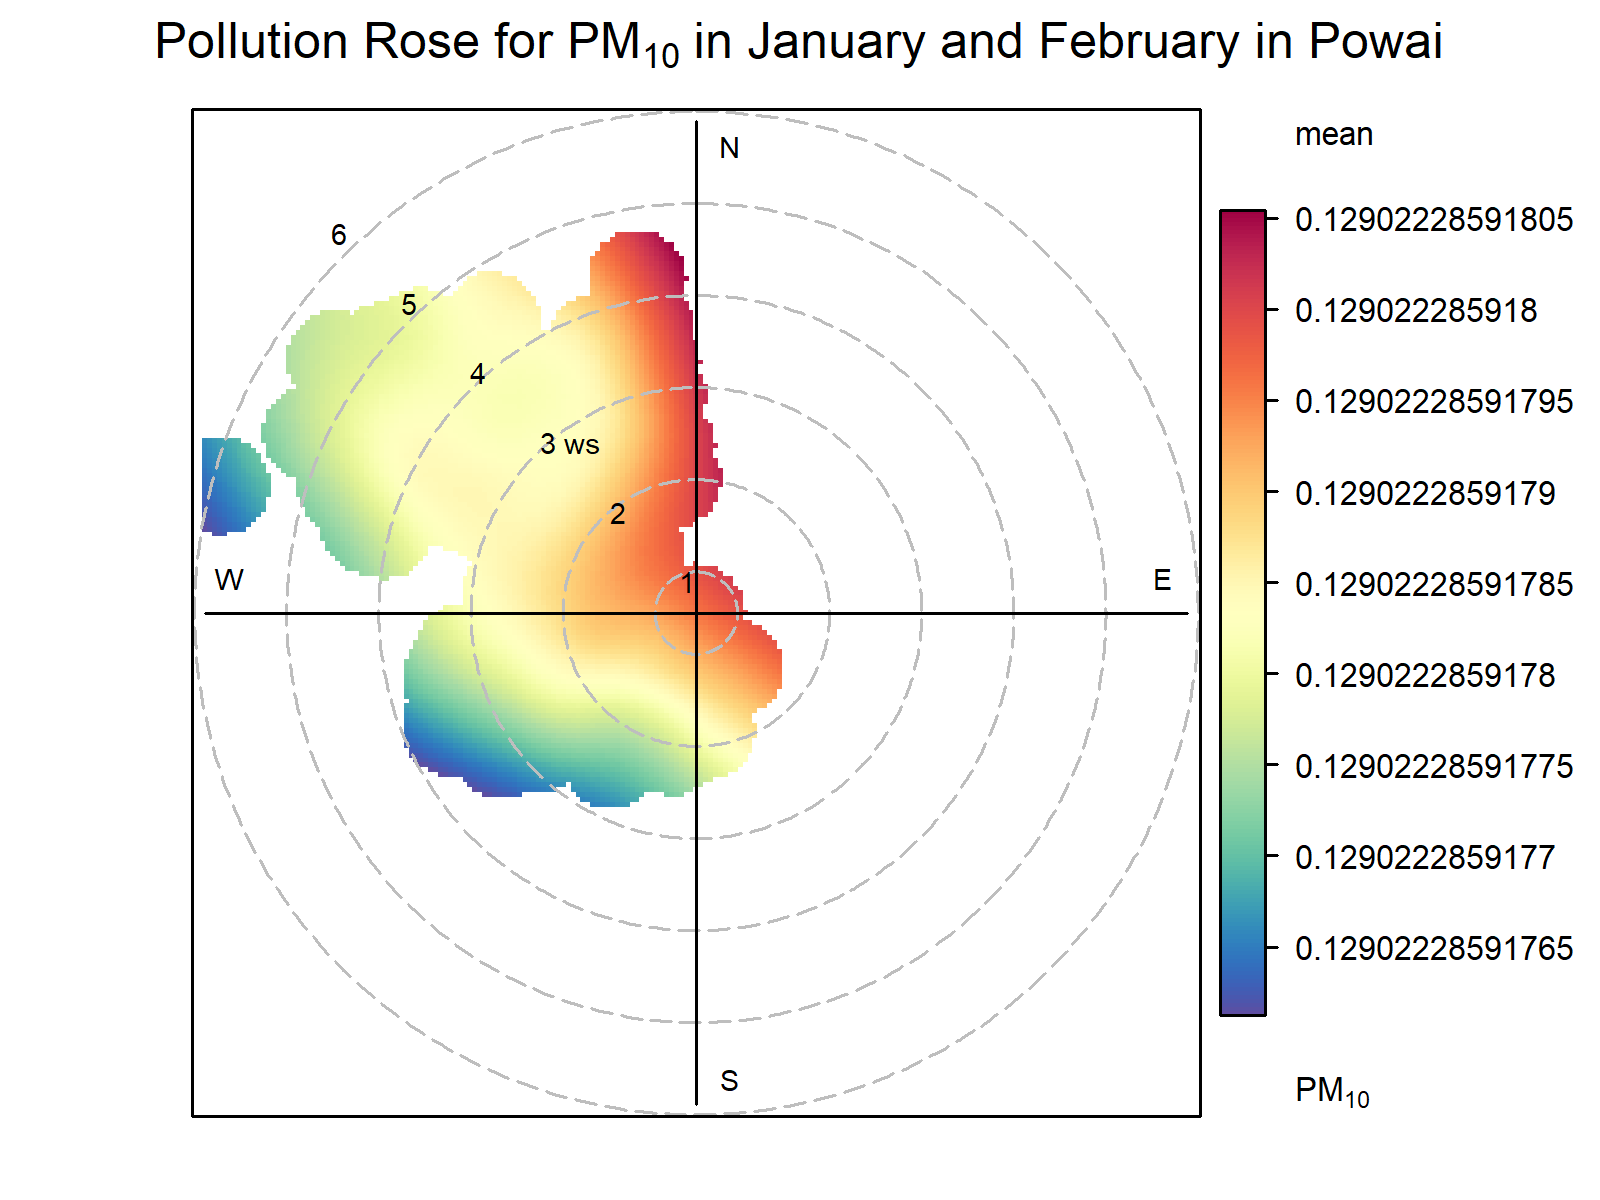 Pollution Rose for PM10 in January and February in Powai
mean
N
6
0.12902228591805
5
0.1290222285918
4
0.12902228591795
3 ws
0.1290222859179
2
W
1
E
0.12902228591785
0.1290222859178
0.12902228591775
0.1290222859177
0.12902228591765
S
PM10